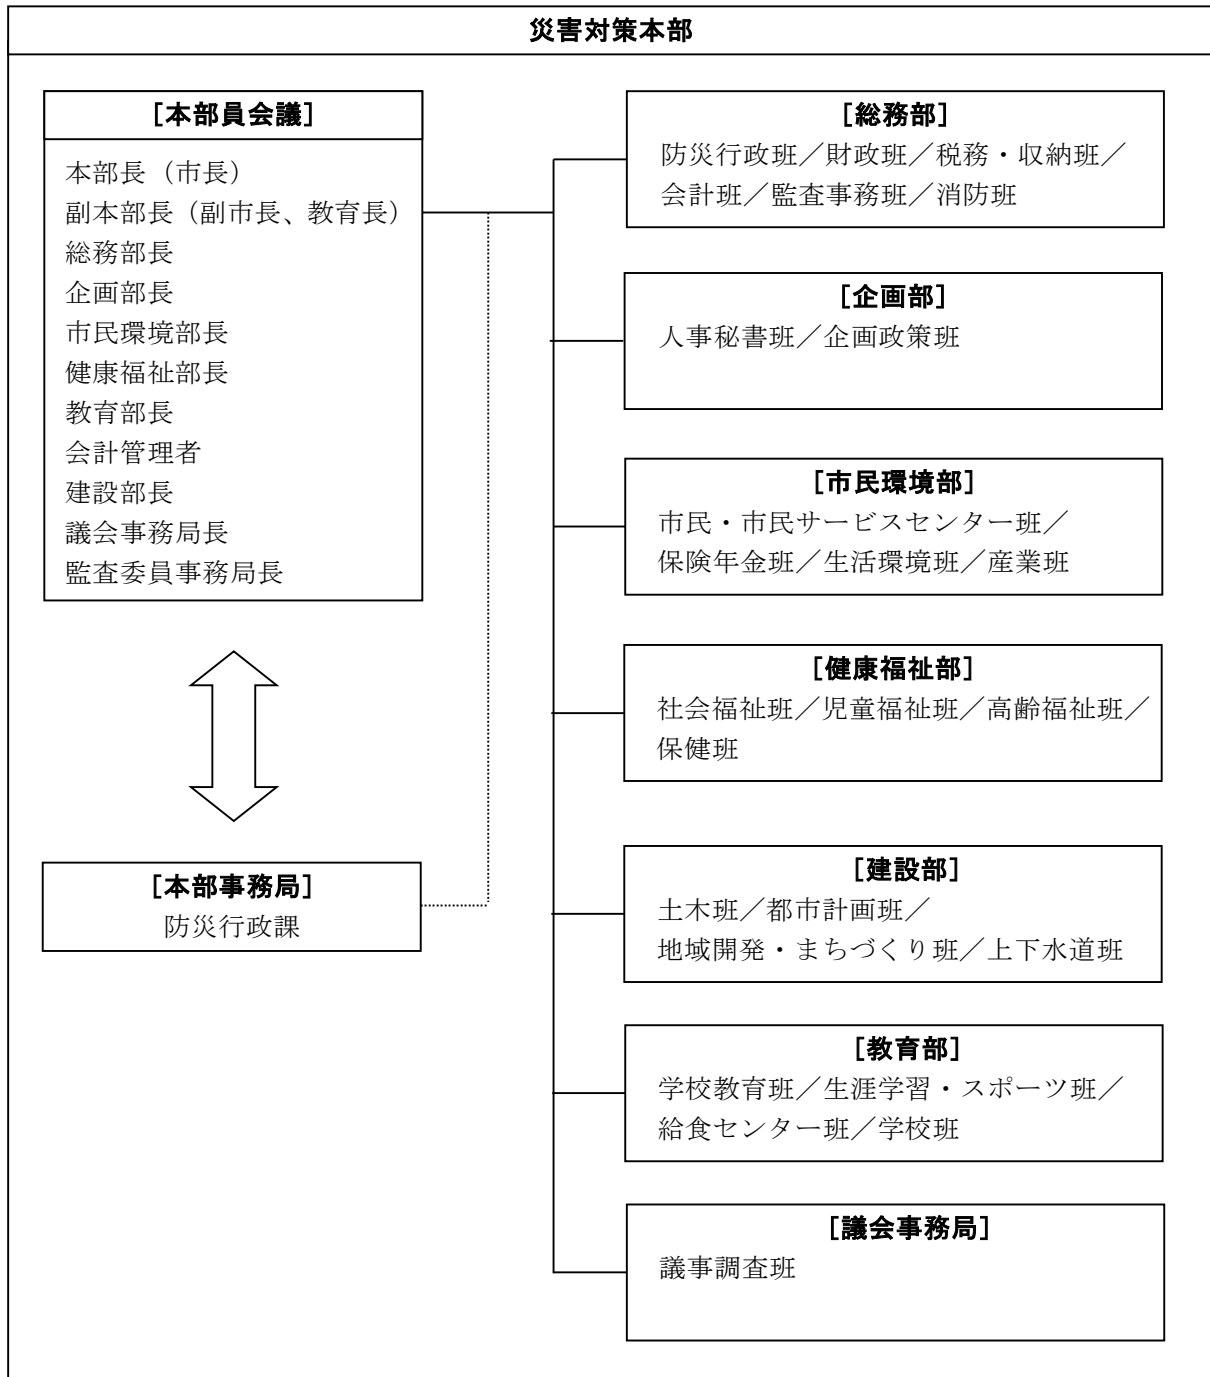 災害対策本部
［本部員会議］
本部長（市長）
副本部長（副市長、教育長）
総務部長
企画部長
市民環境部長
健康福祉部長
教育部長
会計管理者
建設部長
議会事務局長
監査委員事務局長
［本部事務局］
防災行政課
［総務部］
防災行政班／財政班／税務・収納班／
会計班／監査事務班／消防班
［企画部］
人事秘書班／企画政策班
［市民環境部］
市民・市民サービスセンター班／
保険年金班／生活環境班／産業班
［健康福祉部］
社会福祉班／児童福祉班／高齢福祉班／
保健班
［建設部］
土木班／都市計画班／
地域開発・まちづくり班／上下水道班
［教育部］
学校教育班／生涯学習・スポーツ班／
給食センター班／学校班
［議会事務局］
議事調査班